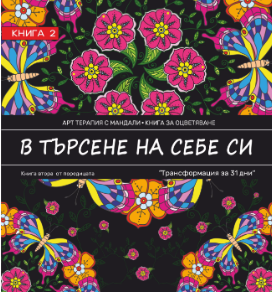 КНИГА 2
АРТ ТЕРАПИЯ С МАНДАЛИ • КНИГА ЗА ОЦВЕТЯВАНЕ
В ТЪРСЕНЕ НА СЕБЕ СИ
Книга втора от поредицата "Трансформация за 31 дни"